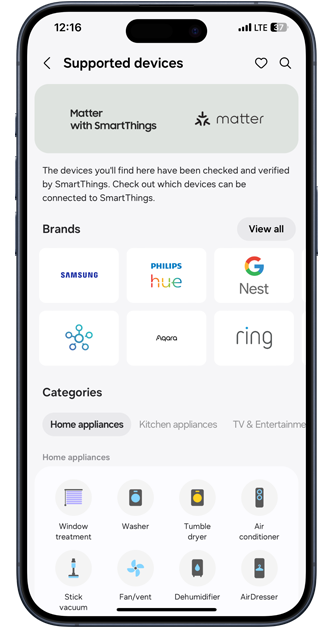 12:16
LTE 37
Supported devices
Matter
with SmartThings
matter
The devices you'll find here have been checked and verified
by SmartThings. Check out which devices can be
connected to SmartThings.
Brands
View all
SAMSUNG
PHILIPS
hue
G
Nest
Aqara
ring
Categories
Home appliances
Kitchen appliances
TV & Entertainme
Home appliances
Window
treatment
Washer
Tumble
dryer
Air
conditioner
Stick
vacuum
Fan/vent
Dehumidifier
AirDresser